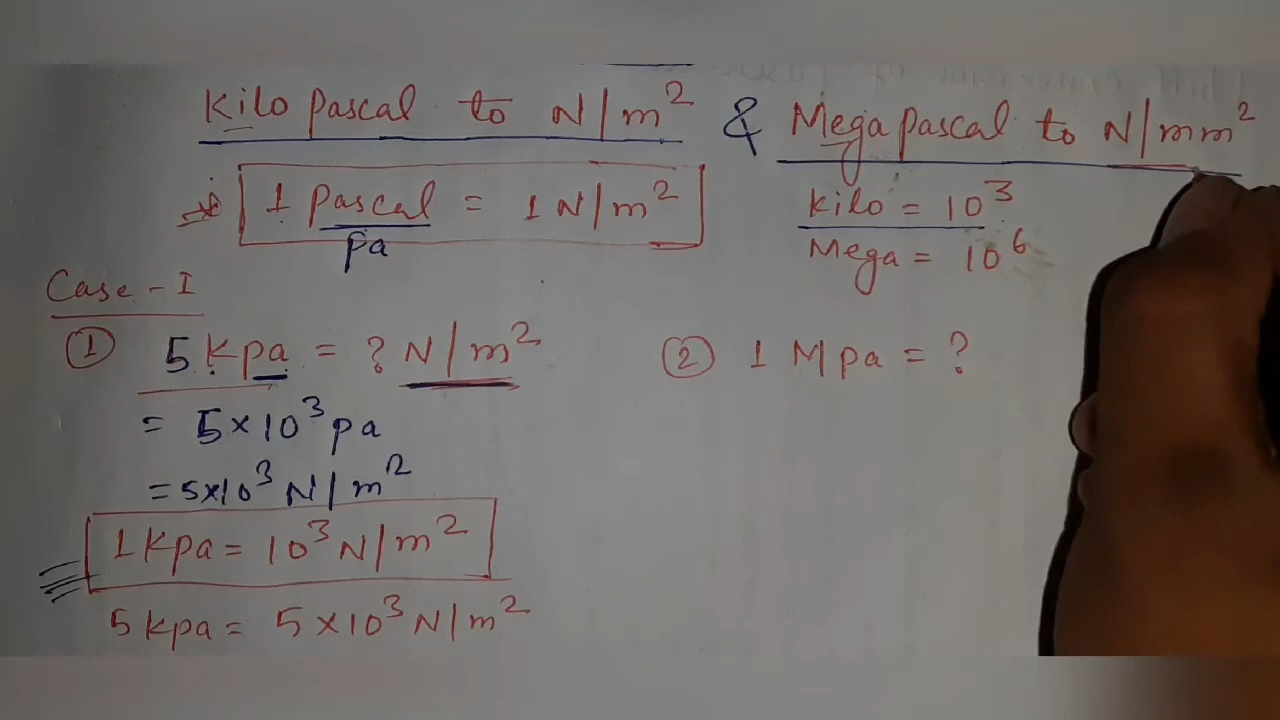 Kilo Pascal to N/m² & Mega pascal to N/mm²
1 Pascal = 1 N/m²
pa
Kilo = 10³
Mega = 10⁶
Case - I
① 5 Kpa = ? N/m²
= 5×10³ pa
= 5×10³ N/m²
1 Kpa = 10³ N/m²
5 kpa = 5×10³ N/m²
② 1 Mpa = ?